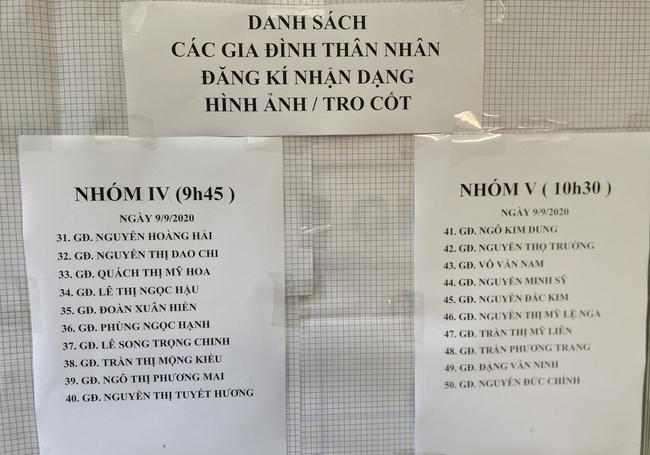 DANH SÁCH
CÁC GIA ĐÌNH THÂN NHÂN
ĐĂNG KÍ NHẬN DẠNG
HÌNH ẢNH / TRO CỐT
NHÓM IV (9h45 )
NGÀY 9/9/2020
31. GĐ. NGUYỄN HOÀNG HẢI
32. GĐ. NGUYỄN THỊ DAO CHI
33. GĐ. QUÁCH THỊ MỸ HOA
34. GĐ. LÊ THỊ NGỌC HẬU
35. GĐ. ĐOÀN XUÂN HIỀN
36. GĐ. PHÙNG NGỌC HẠNH
37. GĐ. LÊ SONG TRỌNG CHINH
38. GĐ. TRẦN THỊ MỘNG KIỀU
39. GĐ. NGÔ THỊ PHƯƠNG MAI
40. GĐ. NGUYỄN THỊ TUYẾT HƯƠNG
NHÓM V ( 10h30 )
NGÀY 9/9/2020
41. GĐ. NGÔ KIM DUNG
42. GĐ. NGUYỄN THỌ TRƯỜNG
43. GĐ. VÕ VĂN NAM
44. GĐ. NGUYỄN MINH SỸ
45. GĐ. NGUYỄN ĐẮC KIM
46. GĐ. NGUYỄN THỊ MỸ LỆ NGA
47. GĐ. TRẦN THỊ MỸ LIÊN
48. GĐ. TRẦN PHƯƠNG TRANG
49. GĐ. ĐẶNG VĂN NINH
50. GĐ. NGUYỄN ĐỨC CHÍNH